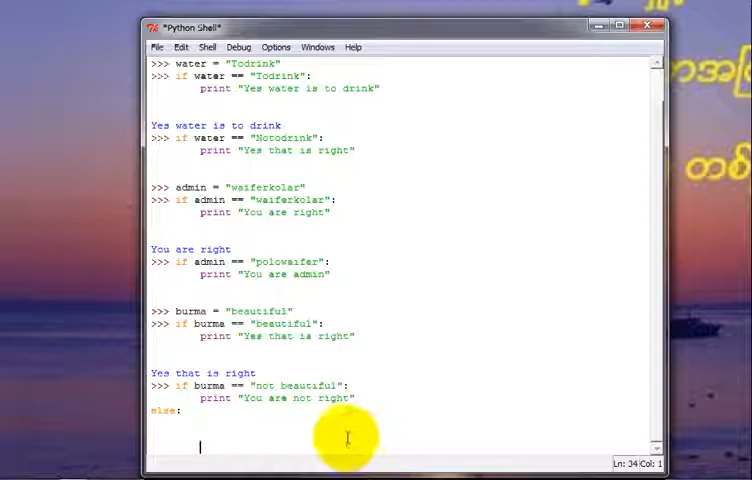 *Python Shell*
File Edit Shell Debug Options Windows Help
>>> water = "Todrink"
>>> if water == "Todrink":
print "Yes water is to drink"
Yes water is to drink
>>> if water == "Notodrink":
print "Yes that is right"
>>> admin = "waiferkolar"
>>> if admin == "waiferkolar":
print "You are right"
You are right
>>> if admin == "polowaifer":
print "You are admin"
>>> burma = "beautiful"
>>> if burma == "beautiful":
print "Yes that is right"
Yes that is right
>>> if burma == "not beautiful":
print "You are not right"
else:
Ln: 34 Col: 1
တစ်